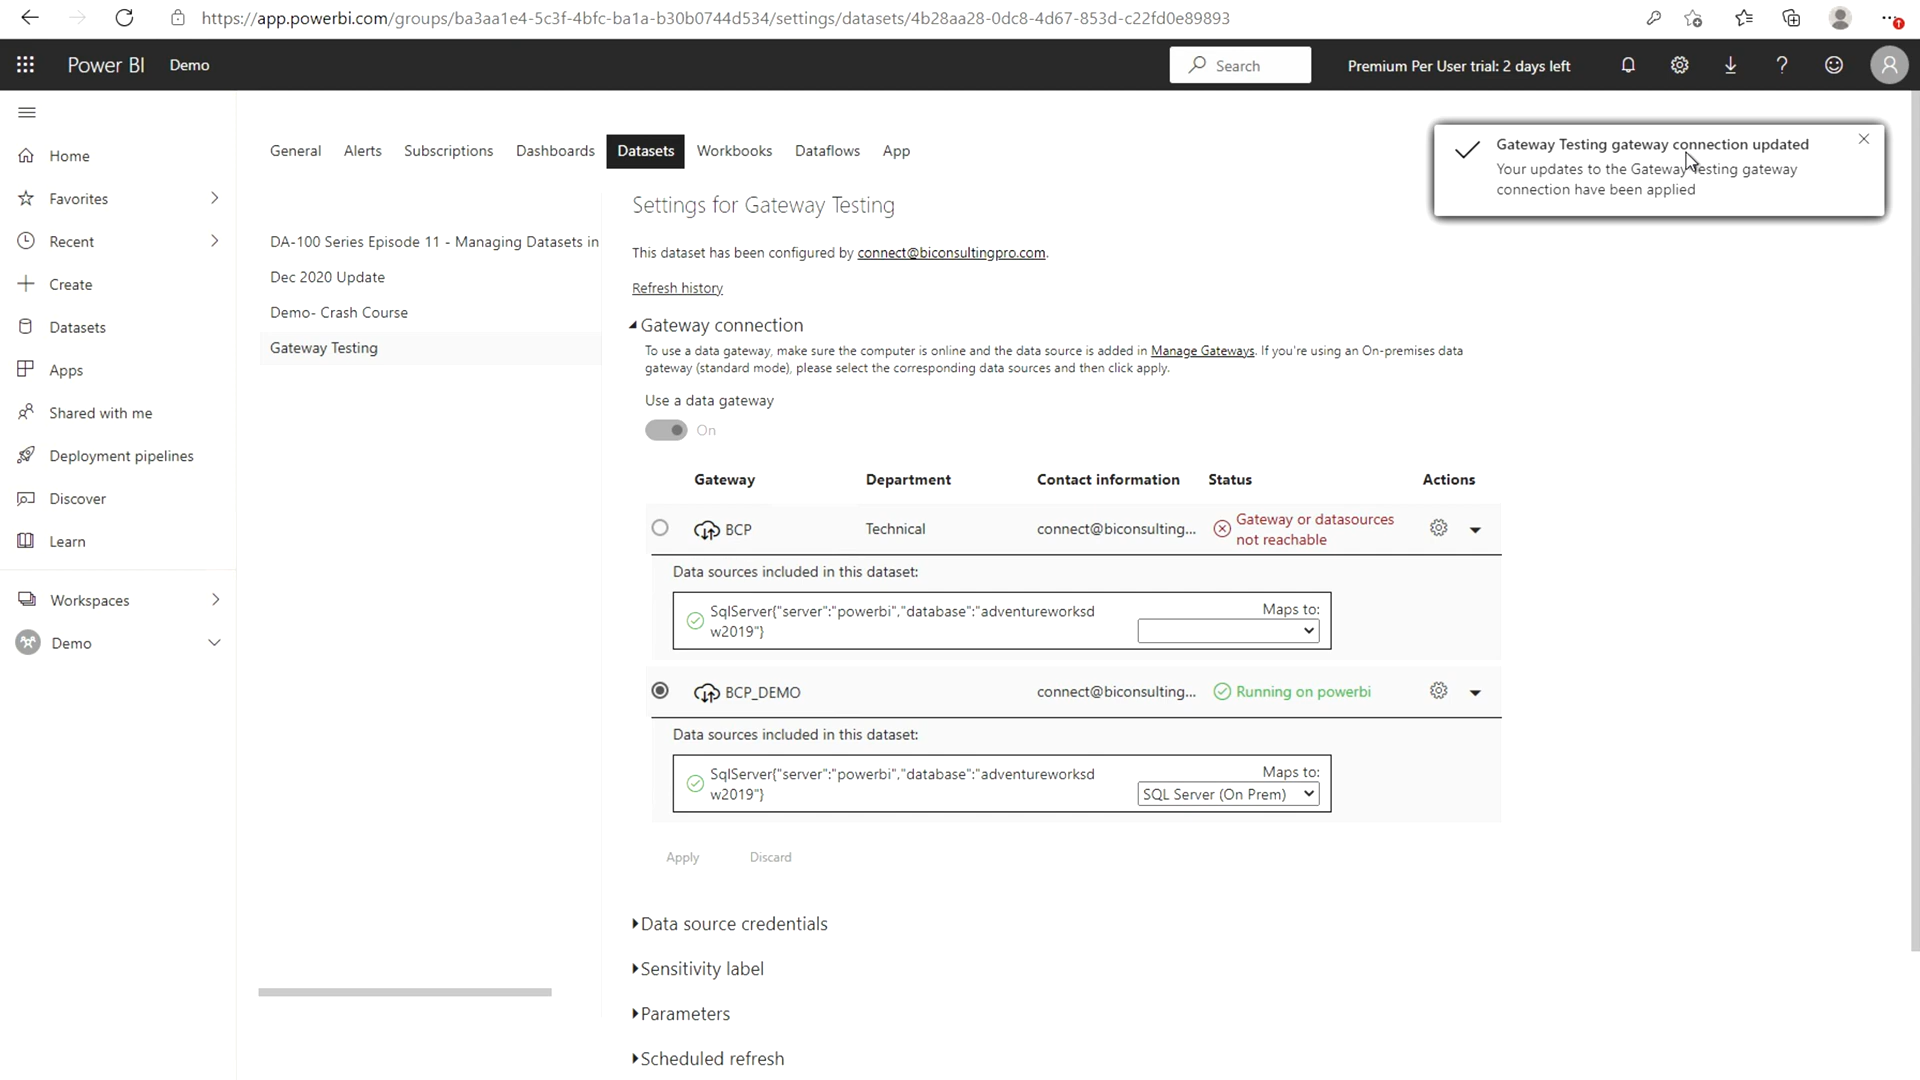 https://app.powerbi.com/groups/ba3aa1e4-5c3f-4bfc-ba1a-b30b0744d534/settings/datasets/4b28aa28-0dc8-4d67-853d-c22fd0e89893
Power BI Demo
Search
Premium Per User trial: 2 days left
Home
Favorites
Recent
Create
Datasets
Apps
Shared with me
Deployment pipelines
Discover
Learn
Workspaces
Demo
General Alerts Subscriptions Dashboards Datasets Workbooks Dataflows App
Gateway Testing gateway connection updated
Your updates to the Gateway Testing gateway
connection have been applied
DA-100 Series Episode 11 - Managing Datasets in
Dec 2020 Update
Demo- Crash Course
Gateway Testing
Settings for Gateway Testing
This dataset has been configured by connect@biconsultingpro.com.
Refresh history
Gateway connection
To use a data gateway, make sure the computer is online and the data source is added in Manage Gateways. If you're using an On-premises data
gateway (standard mode), please select the corresponding data sources and then click apply.
Use a data gateway
On
Gateway Department Contact information Status Actions
BCP Technical connect@biconsulting... Gateway or datasources
not reachable
Data sources included in this dataset:
SqlServer{"server":"powerbi","database":"adventureworksd
w2019"}
Maps to:
BCP_DEMO connect@biconsulting... Running on powerbi
Data sources included in this dataset:
SqlServer{"server":"powerbi","database":"adventureworksd
w2019"}
Maps to:
SQL Server (On Prem)
Apply Discard
Data source credentials
Sensitivity label
Parameters
Scheduled refresh